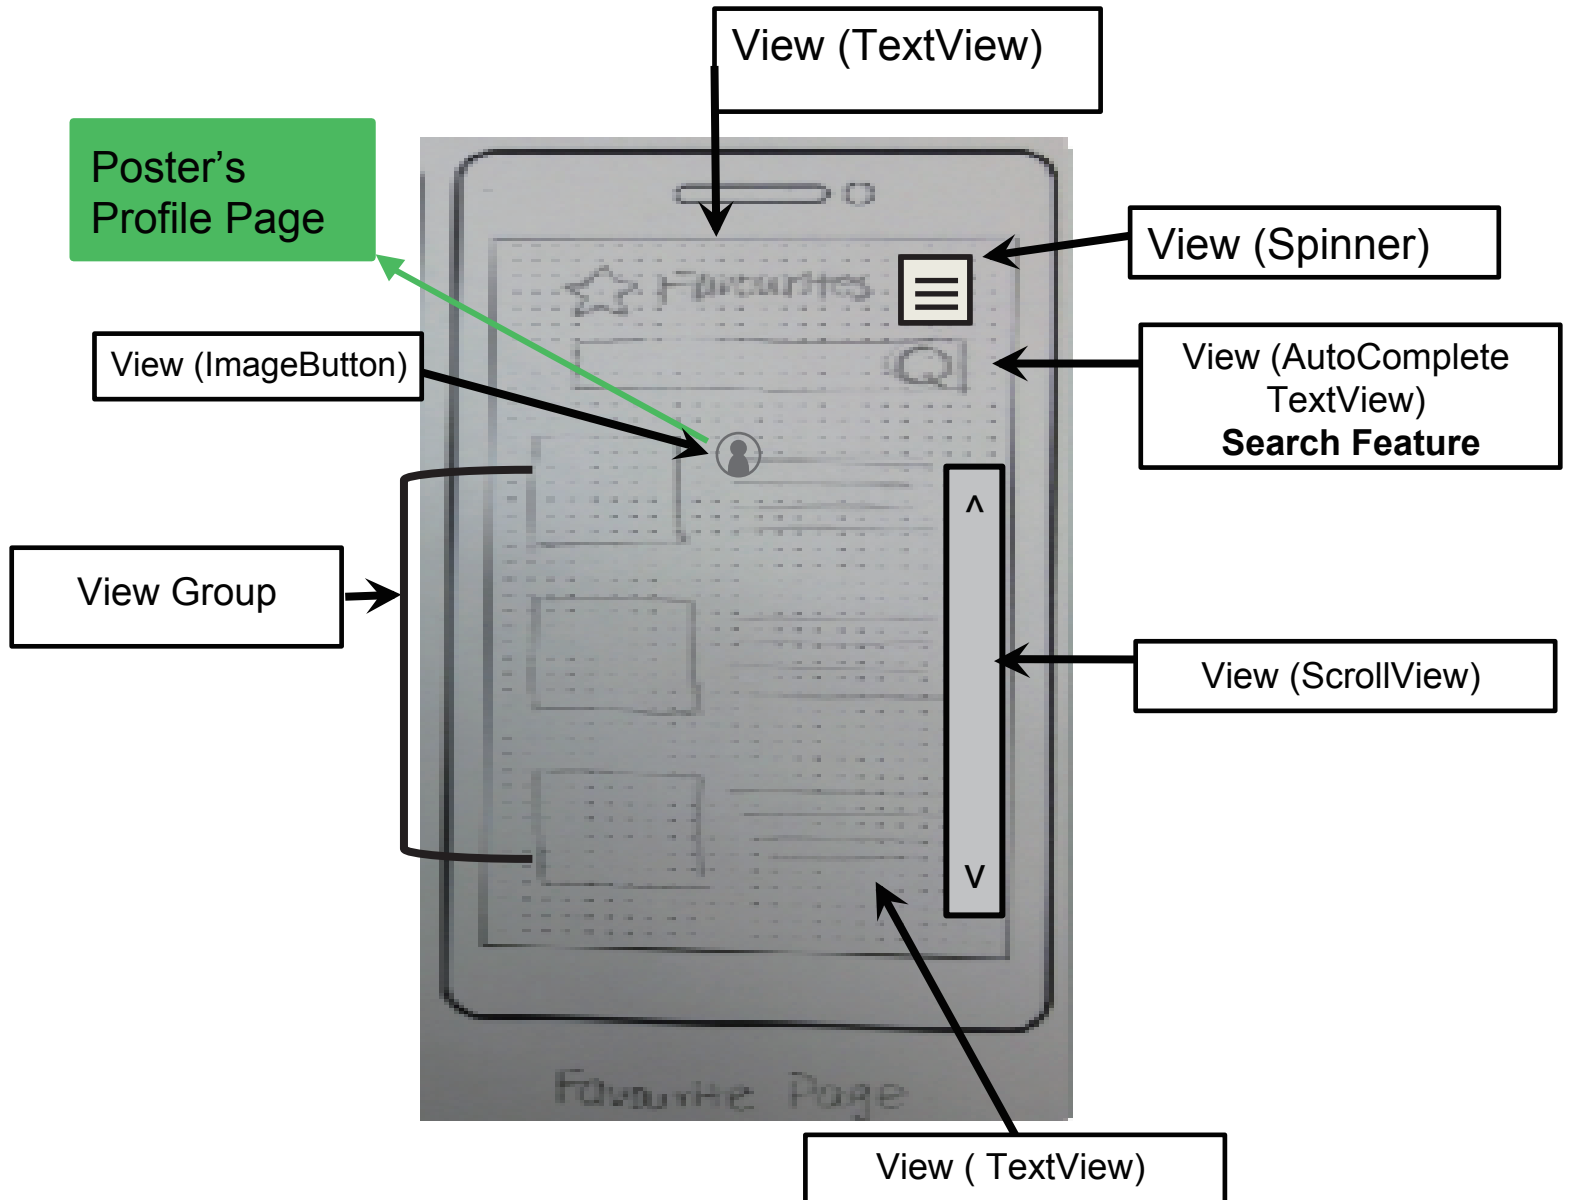 View (TextView)
Poster’s
Profile Page
View (Spinner)
Favourites
View (ImageButton)
View (AutoComplete
TextView)
Search Feature
^
View Group
View (ScrollView)
v
Favourite Page
View ( TextView)